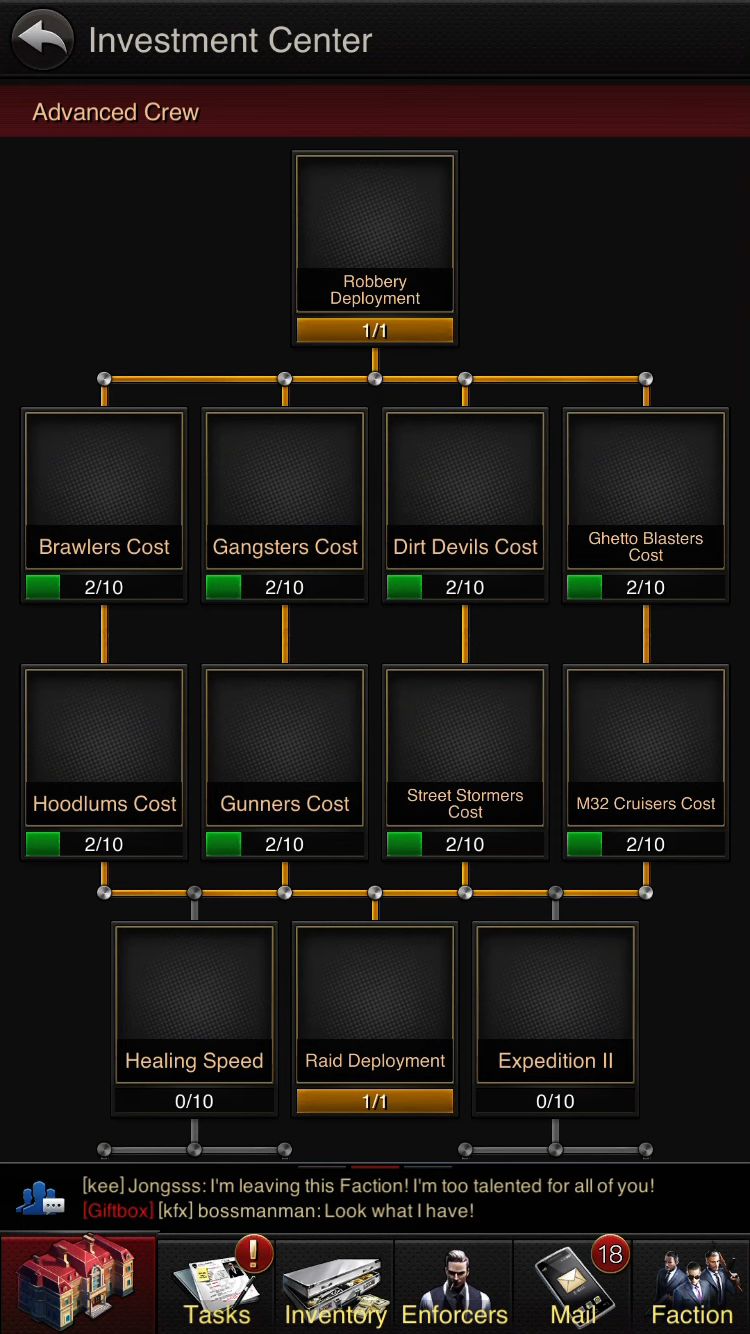 Investment Center
Advanced Crew
Robbery
Deployment
1/1
Brawlers Cost
Gangsters Cost
Dirt Devils Cost
Ghetto Blasters
Cost
2/10
2/10
2/10
2/10
Hoodlums Cost
Gunners Cost
Street Stormers
Cost
M32 Cruisers Cost
2/10
2/10
2/10
2/10
Healing Speed
Raid Deployment
Expedition II
0/10
1/1
0/10
[kee] Jongsss: I'm leaving this Faction! I'm too talented for all of you!
[Giftbox] [kfx] bossmanman: Look what I have!
!
18
Tasks
Inventory
Enforcers
Mail
Faction